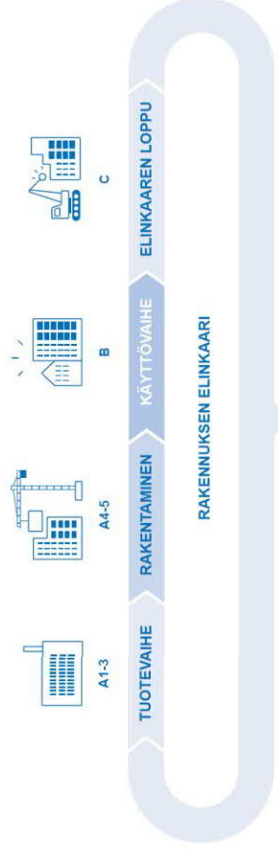 A1-3
A4-5
B
C
TUOTEVAIHE
RAKENTAMINEN
KÄYTTÖVAIHE
ELINKAAREN LOPPU
RAKENNUKSEN ELINKAARI